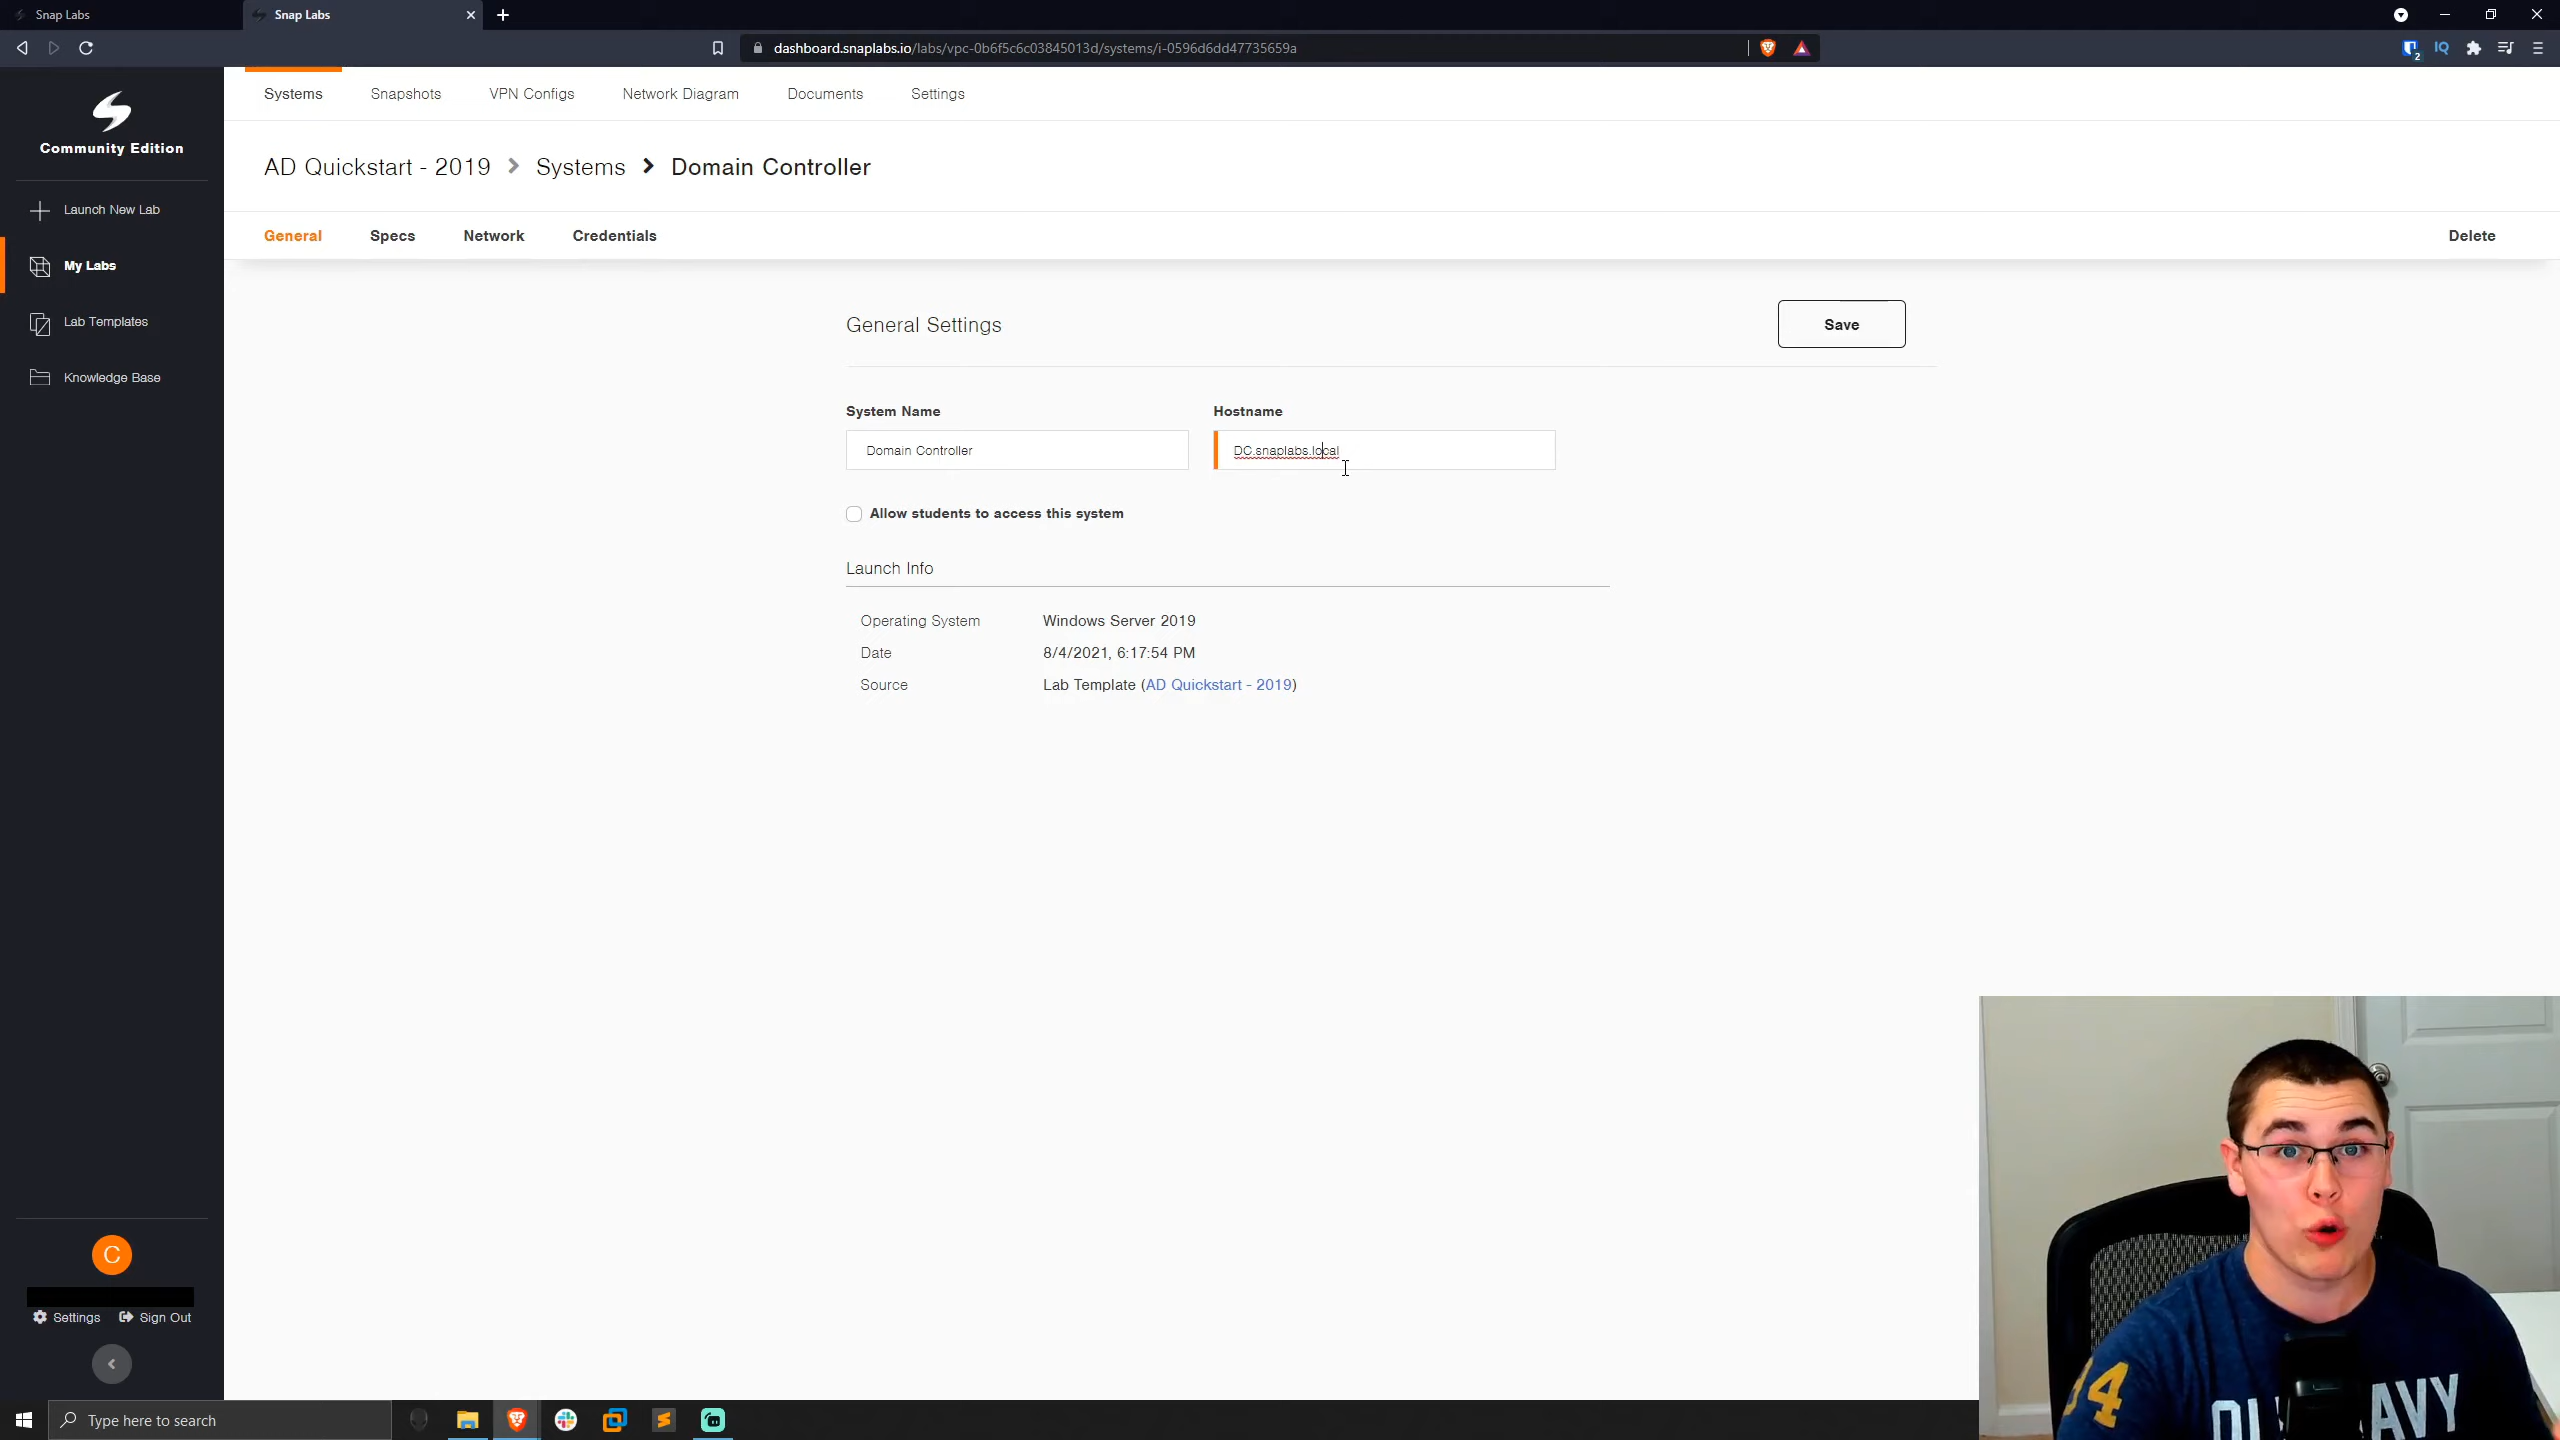 Snap Labs
Snap Labs
dashboard.snaplabs.io/labs/vpc-0b6f5c6c03845013d/systems/i-0596d6dd47735659a
2
IQ
Community Edition
Launch New Lab
My Labs
Lab Templates
Knowledge Base
C
Settings Sign Out
Systems Snapshots VPN Configs Network Diagram Documents Settings
AD Quickstart - 2019 > Systems > Domain Controller
General Specs Network Credentials Delete
General Settings
Save
System Name Hostname
Domain Controller DC.snaplabs.local
Allow students to access this system
Launch Info
Operating System Windows Server 2019
Date 8/4/2021, 6:17:54 PM
Source Lab Template (AD Quickstart - 2019)
Type here to search